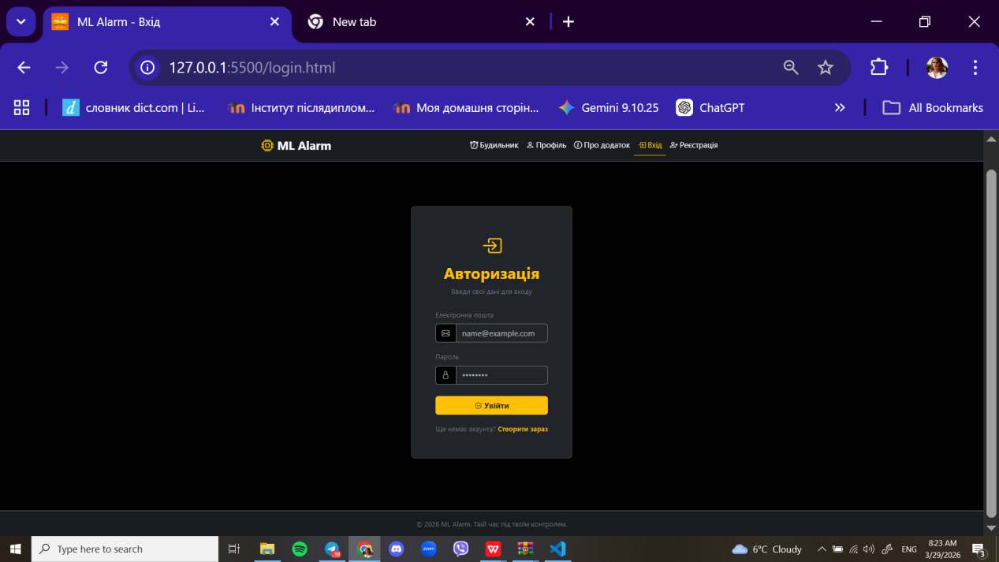 ML Alarm - Вхід
New tab
127.0.0.1:5500/login.html
словник dict.com | Li...
Інститут післядиплом...
Моя домашня сторін...
Gemini 9.10.25
ChatGPT
All Bookmarks
ML Alarm
Будильник
Профіль
Про додаток
Вхід
Реєстрація
Авторизація
Введи свої дані для входу
Електронна пошта
name@example.com
Пароль
••••••••
Увійти
Ще немає акаунта? Створити зараз
© 2026 ML Alarm. Твій час під твоїм контролем.
Type here to search
98
zoom
6°C Cloudy
ENG
8:23 AM
3/29/2026
3